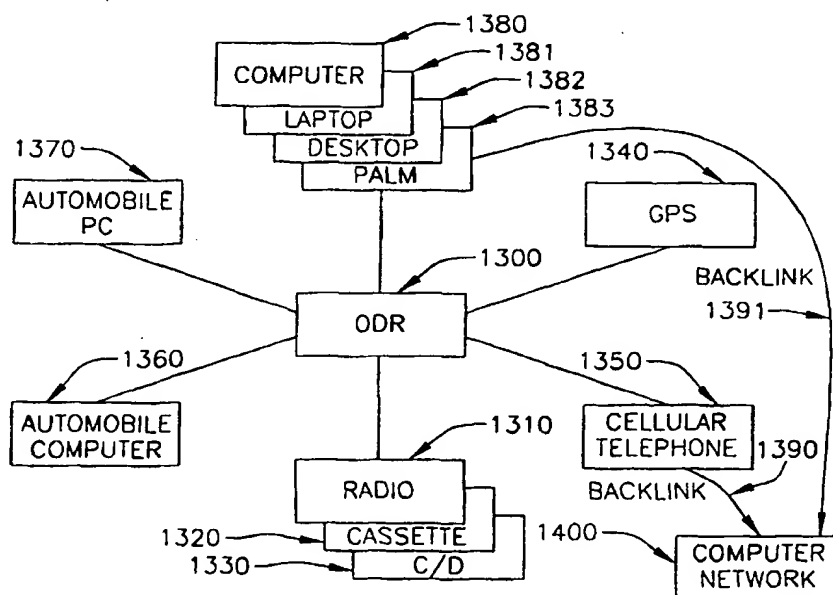 1380
COMPUTER
1381
1382
LAPTOP
1383
DESKTOP
1370
PALM
1340
AUTOMOBILE
PC
GPS
1300
BACKLINK
ODR
1391
1360
1350
AUTOMOBILE
COMPUTER
1310
CELLULAR
TELEPHONE
1390
RADIO
BACKLINK
1320
CASSETTE
1400
COMPUTER
NETWORK
1330
C/D